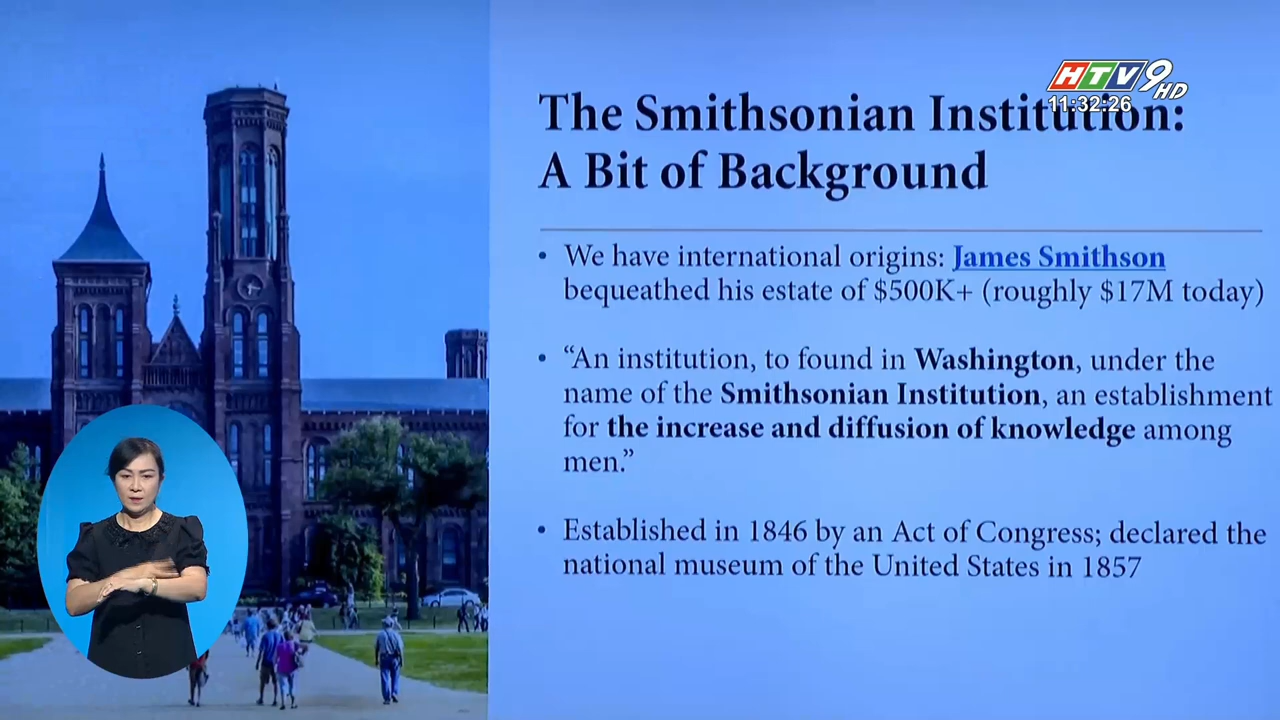 HTV9 HD
11:32:26
The Smithsonian Institution:
A Bit of Background
• We have international origins: James Smithson
bequeathed his estate of $500K+ (roughly $17M today)
• “An institution, to found in Washington, under the
name of the Smithsonian Institution, an establishment
for the increase and diffusion of knowledge among
men.”
• Established in 1846 by an Act of Congress; declared the
national museum of the United States in 1857